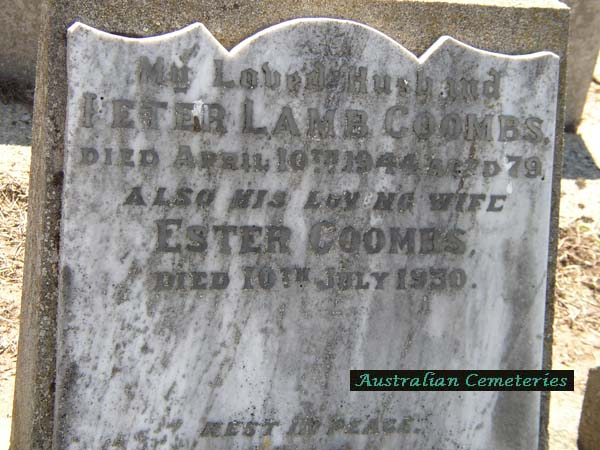 My Loved Husband
PETER LAMB COOMBS,
DIED APRIL 10TH 1944 AGED 79.
ALSO HIS LOVING WIFE
ESTER COOMBS,
DIED 10TH JULY 1950.
Australian Cemeteries
REST IN PEACE.